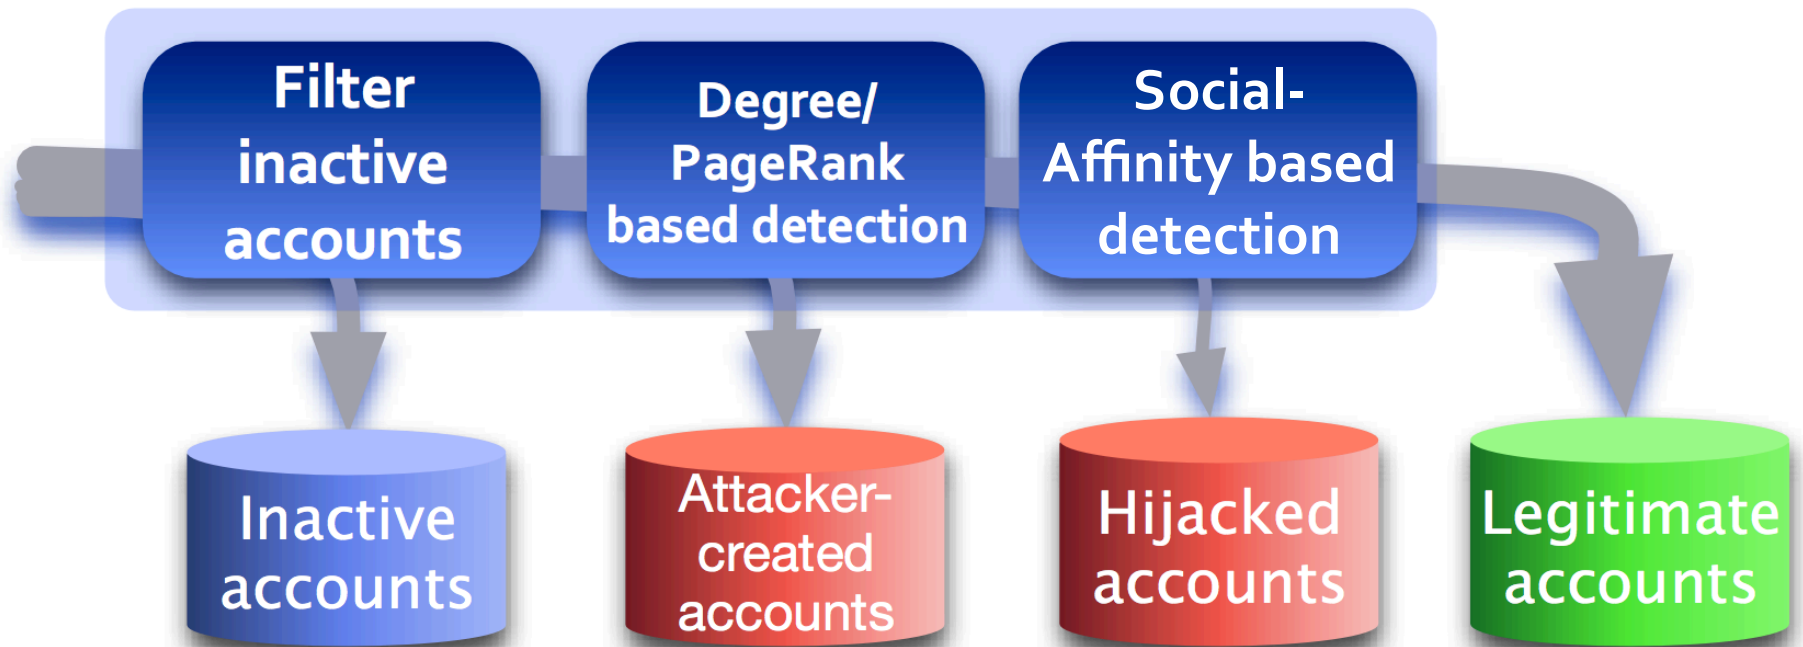 Filter
inactive
accounts
Degree/
PageRank
based detection
Social-
Affinity based
detection
Inactive
accounts
Attacker-
created
accounts
Hijacked
accounts
Legitimate
accounts